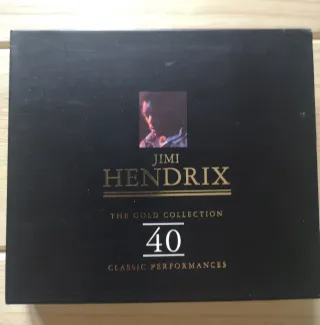 JIMI
HENDRIX
THE GOLD COLLECTION
40
CLASSIC PERFORMANCES